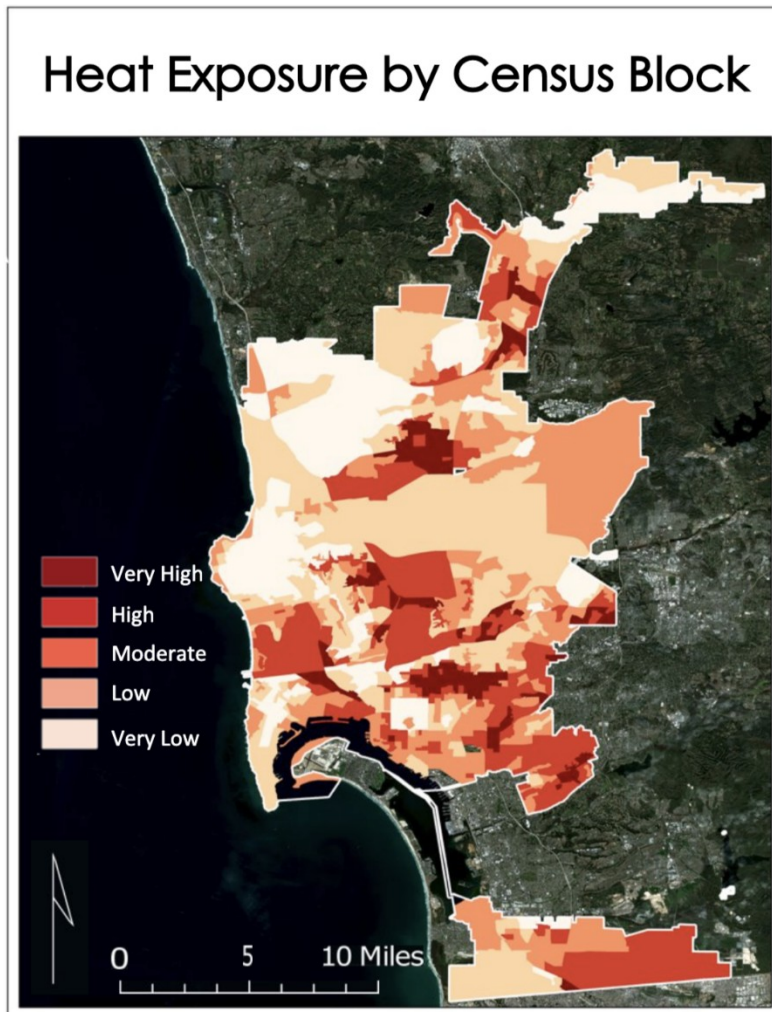 Heat Exposure by Census Block
Very High
High
Moderate
Low
Very Low
0 5 10 Miles